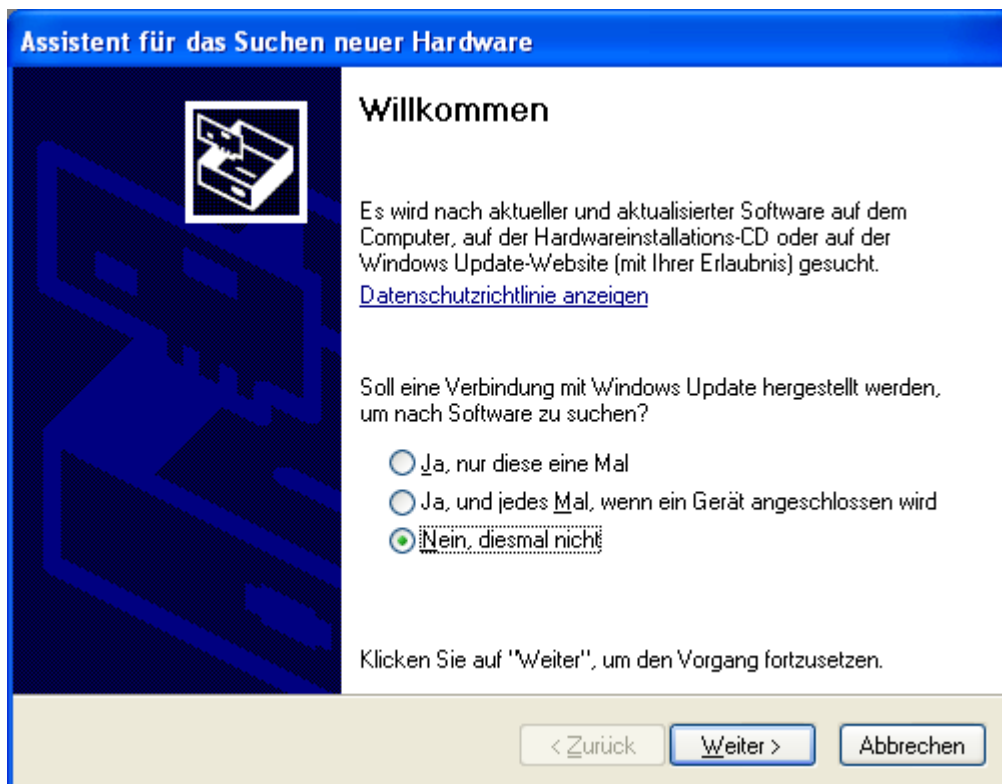 Assistent für das Suchen neuer Hardware
Willkommen
Es wird nach aktueller und aktualisierter Software auf dem
Computer, auf der Hardwareinstallations-CD oder auf der
Windows Update-Website (mit Ihrer Erlaubnis) gesucht.
Datenschutzrichtlinie anzeigen
Soll eine Verbindung mit Windows Update hergestellt werden,
um nach Software zu suchen?
Ja, nur diese eine Mal
Ja, und jedes Mal, wenn ein Gerät angeschlossen wird
Nein, diesmal nicht
Klicken Sie auf "Weiter", um den Vorgang fortzusetzen.
< Zurück Weiter > Abbrechen